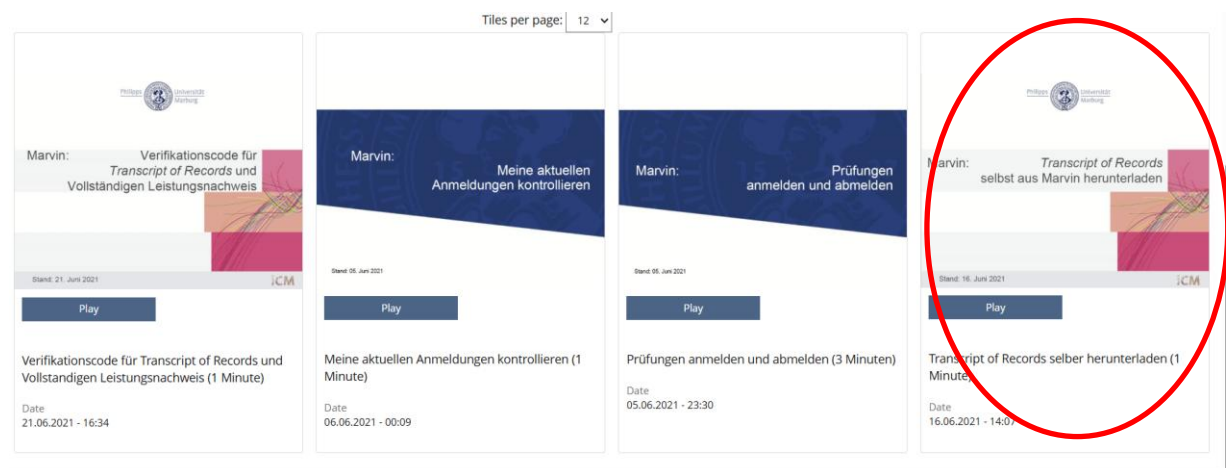 Tiles per page: 12
Philipps Universität
Marburg
Marvin: Verifikationscode für
Transcript of Records und
Vollständigen Leistungsnachweis
Stand: 21. Juni 2021
iCM
Play
Verifikationscode für Transcript of Records und
Vollstandigen Leistungsnachweis (1 Minute)
Date
21.06.2021 - 16:34
Marvin:
Meine aktuellen
Anmeldungen kontrollieren
Stand: 05. Juni 2021
Play
Meine aktuellen Anmeldungen kontrollieren (1
Minute)
Date
06.06.2021 - 00:09
Marvin: Prüfungen
anmelden und abmelden
Stand: 05. Juni 2021
Play
Prüfungen anmelden und abmelden (3 Minuten)
Date
05.06.2021 - 23:30
Philipps Universität
Marburg
Marvin: Transcript of Records
selbst aus Marvin herunterladen
Stand: 16. Juni 2021
iCM
Play
Transcript of Records selber herunterladen (1
Minute)
Date
16.06.2021 - 14:07